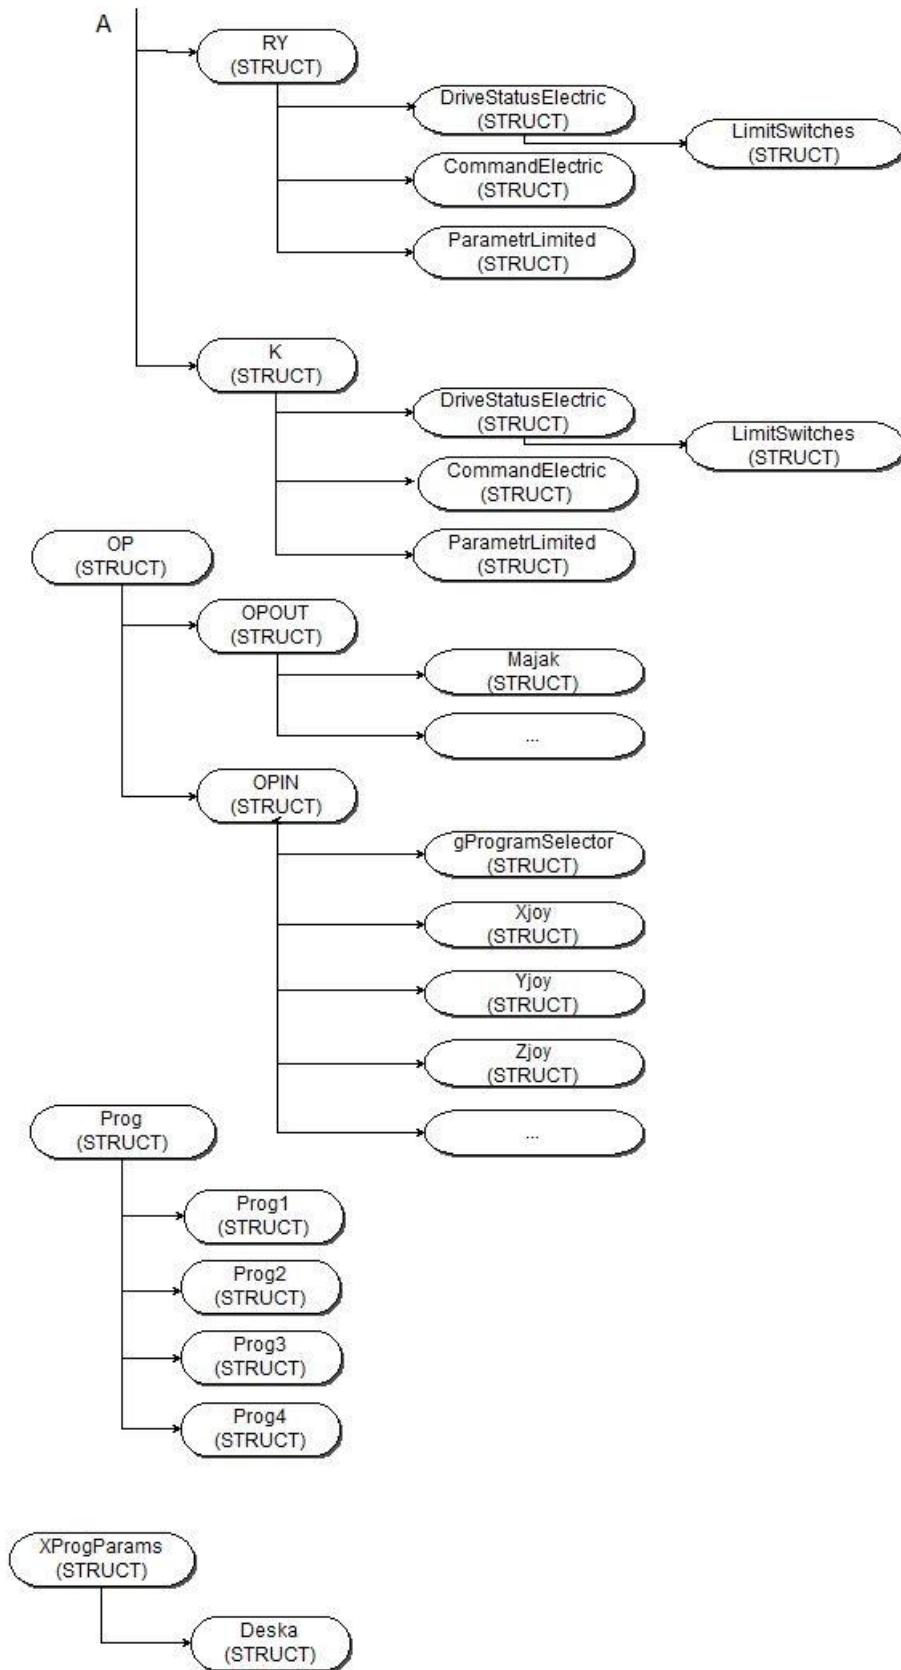 A
RY
(STRUCT)
DriveStatusElectric
(STRUCT)
LimitSwitches
(STRUCT)
CommandElectric
(STRUCT)
ParametrLimited
(STRUCT)
K
(STRUCT)
DriveStatusElectric
(STRUCT)
LimitSwitches
(STRUCT)
CommandElectric
(STRUCT)
ParametrLimited
(STRUCT)
OP
(STRUCT)
OPOUT
(STRUCT)
Majak
(STRUCT)
...
OPIN
(STRUCT)
gProgramSelector
(STRUCT)
Xjoy
(STRUCT)
Yjoy
(STRUCT)
Zjoy
(STRUCT)
...
Prog
(STRUCT)
Prog1
(STRUCT)
Prog2
(STRUCT)
Prog3
(STRUCT)
Prog4
(STRUCT)
XProgParams
(STRUCT)
Deska
(STRUCT)